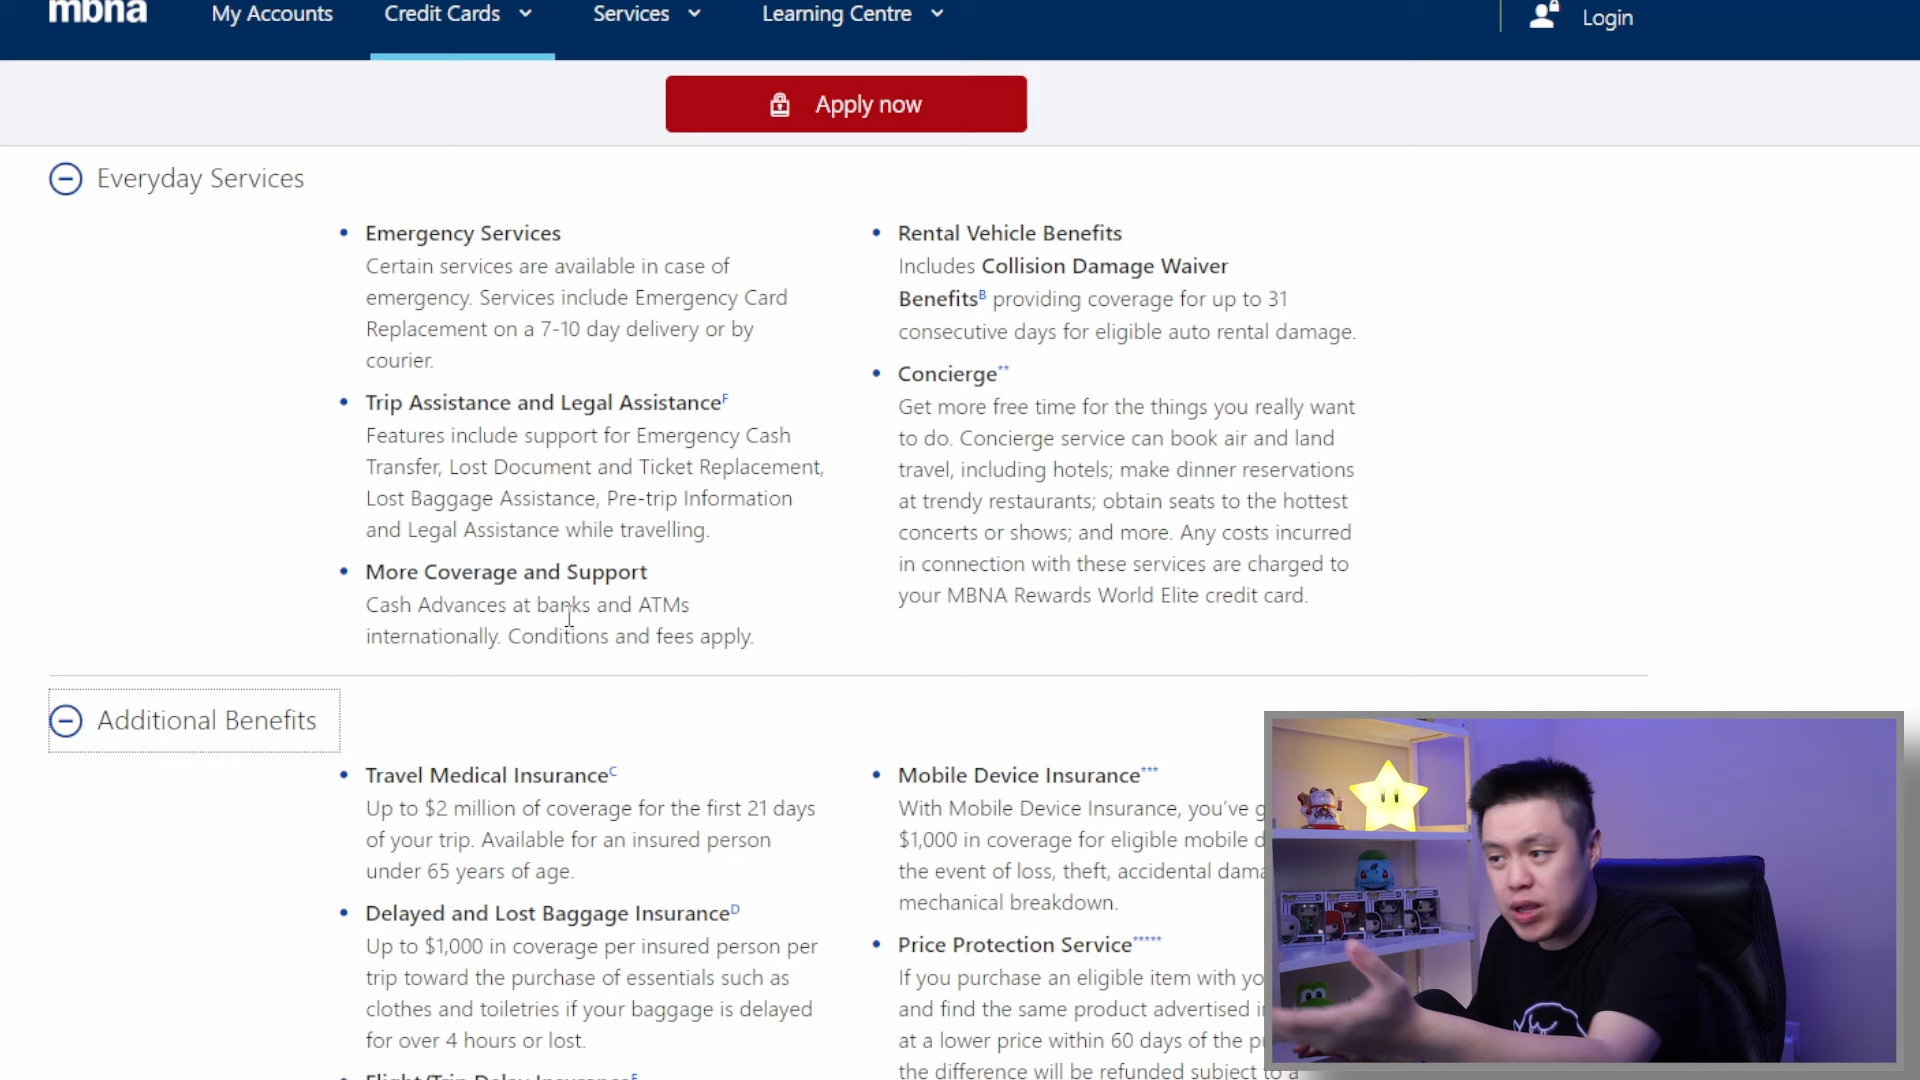 mbna
My Accounts
Credit Cards
Services
Learning Centre
Login
Apply now
Everyday Services
Emergency Services
Certain services are available in case of
emergency. Services include Emergency Card
Replacement on a 7-10 day delivery or by
courier.
Trip Assistance and Legal AssistanceF
Features include support for Emergency Cash
Transfer, Lost Document and Ticket Replacement,
Lost Baggage Assistance, Pre-trip Information
and Legal Assistance while travelling.
More Coverage and Support
Cash Advances at banks and ATMs
internationally. Conditions and fees apply.
Rental Vehicle Benefits
Includes Collision Damage Waiver
BenefitsB providing coverage for up to 31
consecutive days for eligible auto rental damage.
Concierge**
Get more free time for the things you really want
to do. Concierge service can book air and land
travel, including hotels; make dinner reservations
at trendy restaurants; obtain seats to the hottest
concerts or shows; and more. Any costs incurred
in connection with these services are charged to
your MBNA Rewards World Elite credit card.
Additional Benefits
Travel Medical InsuranceC
Up to $2 million of coverage for the first 21 days
of your trip. Available for an insured person
under 65 years of age.
Delayed and Lost Baggage InsuranceD
Up to $1,000 in coverage per insured person per
trip toward the purchase of essentials such as
clothes and toiletries if your baggage is delayed
for over 4 hours or lost.
Flight/Trip Delay InsuranceE
Mobile Device Insurance***
With Mobile Device Insurance, you've g
$1,000 in coverage for eligible mobile d
the event of loss, theft, accidental dama
mechanical breakdown.
Price Protection Service*****
If you purchase an eligible item with yo
and find the same product advertised i
at a lower price within 60 days of the pu
the difference will be refunded subject to a